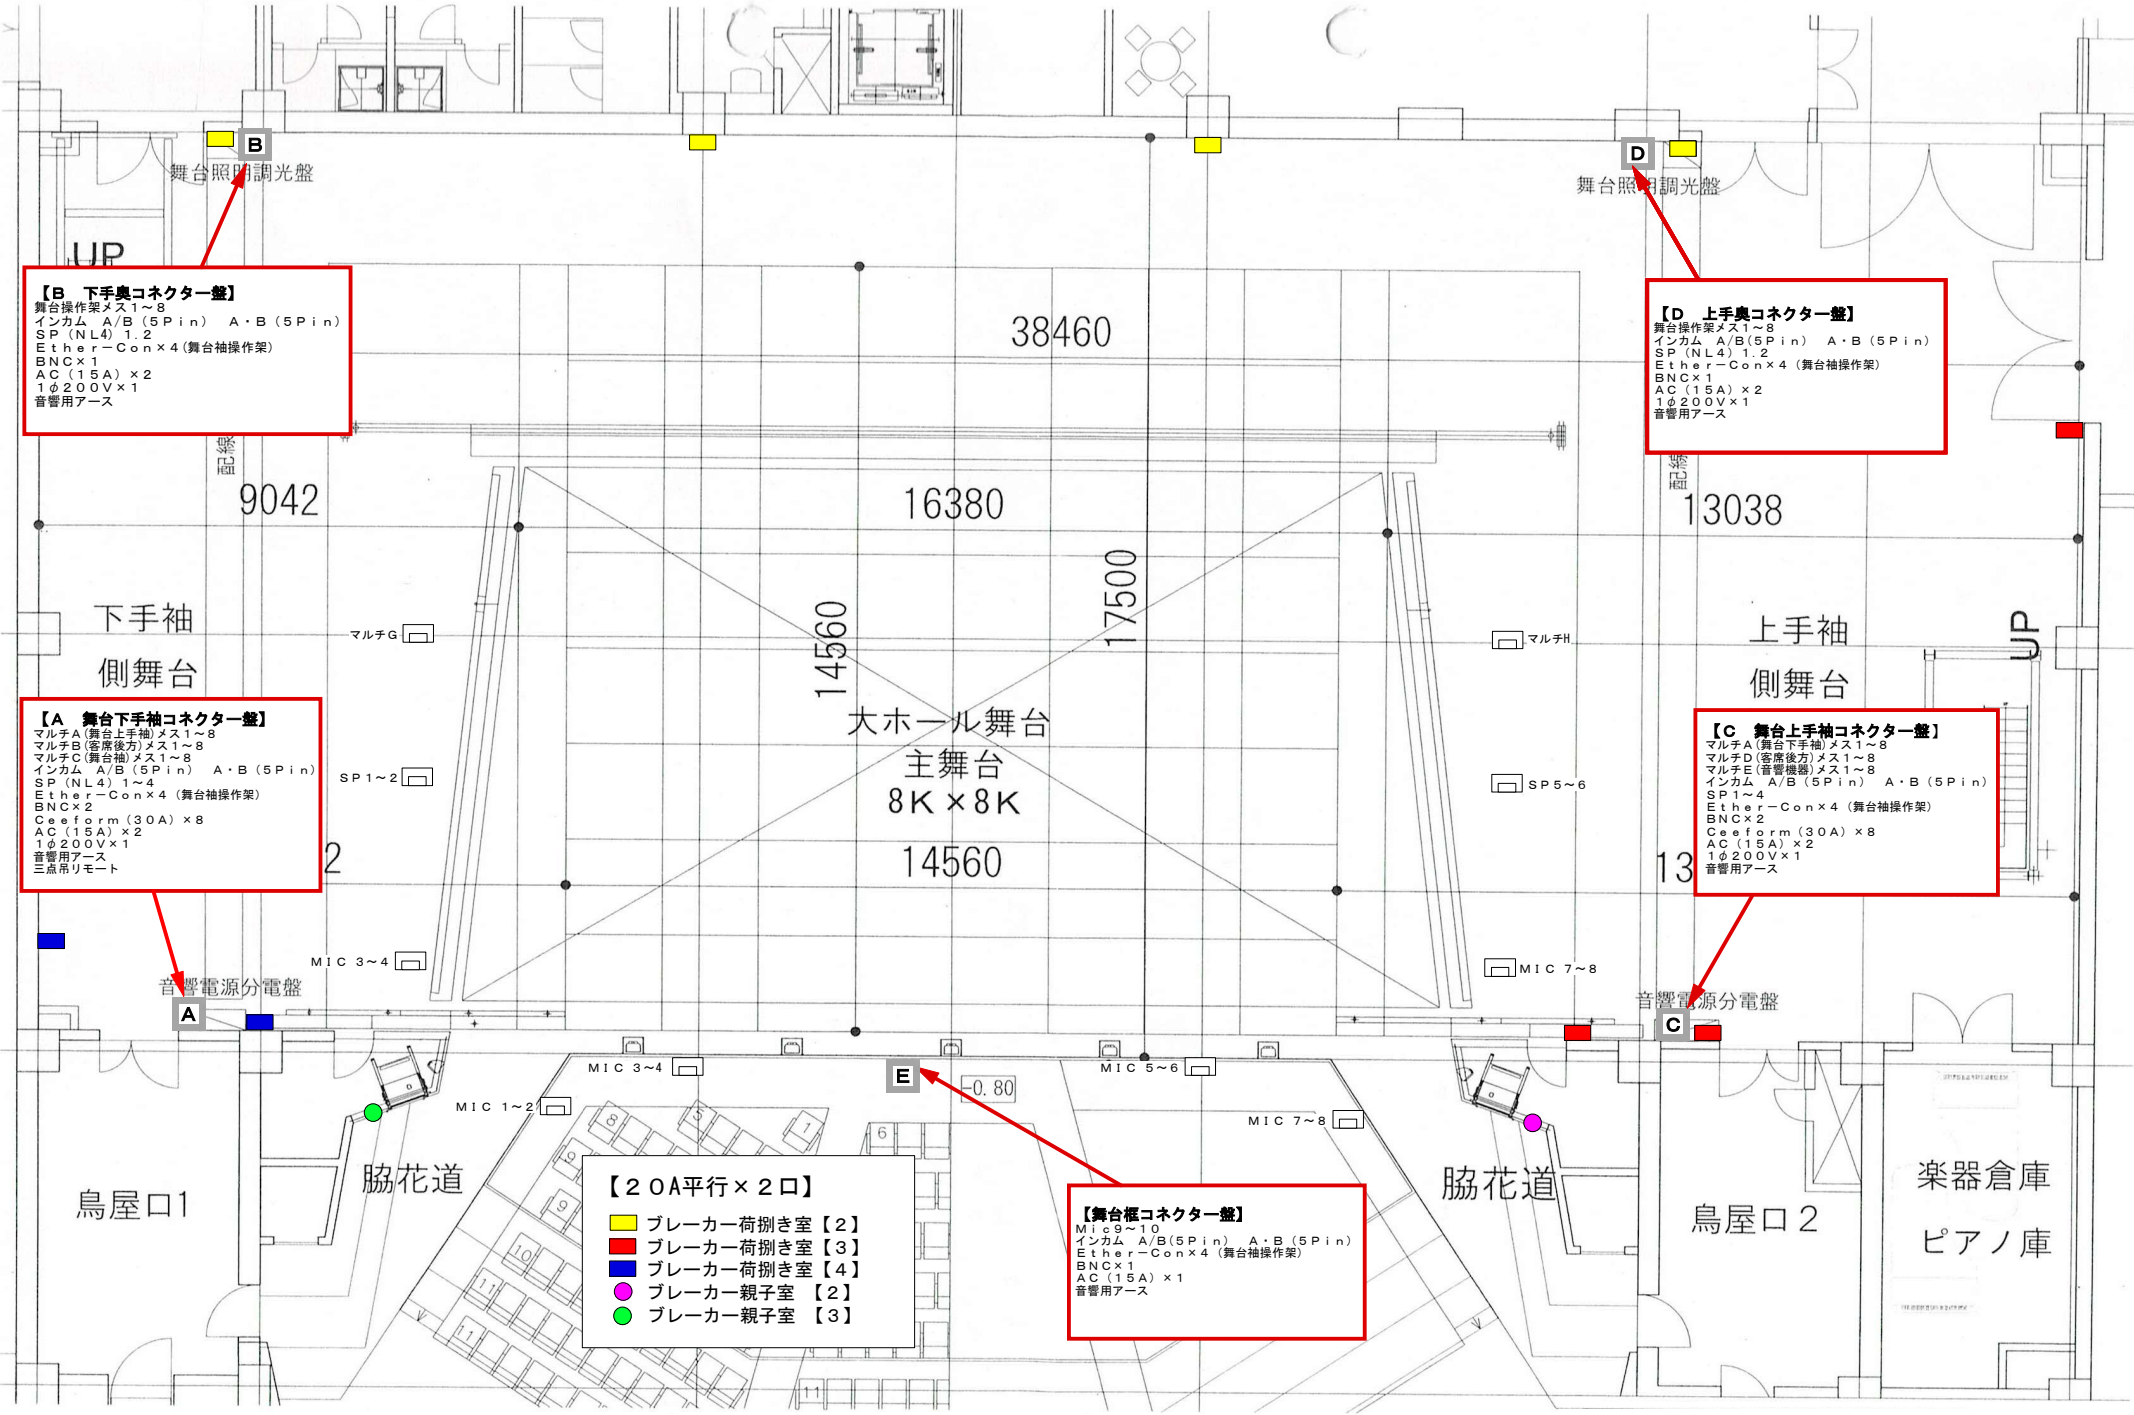 B
舞台照明調光盤
D
舞台照明調光盤
UP
【B　下手奥コネクター盤】
舞台操作架メス1～8
インカム　A/B（5Pin）　A・B（5Pin）
SP（NL4）1.2
Ether－Con×4(舞台袖操作架)
BNC×1
AC（15A）×2
1φ200V×1
音響用アース
【D　上手奥コネクター盤】
舞台操作架メス1～8
インカム　A/B(5Pin)　A・B（5Pin）
SP（NL4）1.2
Ether－Con×4（舞台袖操作架）
BNC×1
AC（15A）×2
1φ200V×1
音響用アース
38460
配線
配線
9042
16380
13038
17500
14560
下手袖
側舞台
マルチG
マルチH
上手袖
側舞台
UP
【A　舞台下手袖コネクター盤】
マルチA(舞台上手袖)メス1～8
マルチB(客席後方)メス1～8
マルチC(舞台袖)メス1～8
インカム　A/B（5Pin）　A・B（5Pin）
SP（NL4）1～4
Ether－Con×4（舞台袖操作架）
BNC×2
Ceeform（30A）×8
AC（15A）×2
1φ200V×1
音響用アース
三点吊リモート
2
SP1～2
大ホール舞台
主舞台
8K×8K
14560
SP5～6
【C　舞台上手袖コネクター盤】
マルチA(舞台下手袖)メス1～8
マルチD(客席後方)メス1～8
マルチE(音響機器)メス1～8
インカム　A/B（5Pin）　A・B（5Pin）
SP1～4
Ether－Con×4（舞台袖操作架）
BNC×2
Ceeform（30A）×8
AC（15A）×2
1φ200V×1
音響用アース
13
MIC 3～4
MIC 7～8
音響電源分電盤
A
音響電源分電盤
C
MIC 3～4
E
MIC 5～6
-0.80
MIC 1～2
MIC 7～8
8
5
1
6
9
9
10
11
11
11
鳥屋口1
脇花道
脇花道
鳥屋口2
楽器倉庫
ピアノ庫
【20A平行×2口】
ブレーカー荷捌き室【2】
ブレーカー荷捌き室【3】
ブレーカー荷捌き室【4】
ブレーカー親子室　【2】
ブレーカー親子室　【3】
【舞台框コネクター盤】
Mic9～10
インカム　A/B(5Pin)　A・B（5Pin）
Ether－Con×4（舞台袖操作架）
BNC×1
AC（15A）×1
音響用アース